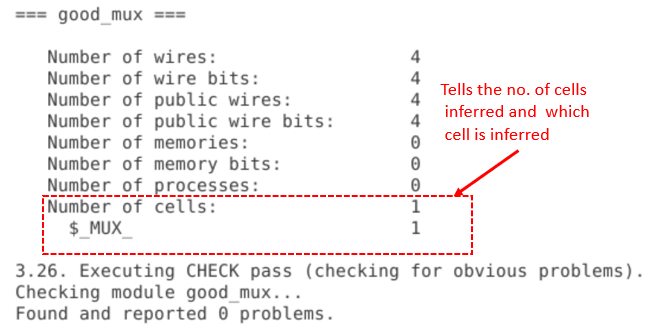 === good_mux ===
Number of wires: 4
Number of wire bits: 4
Number of public wires: 4
Number of public wire bits: 4
Number of memories: 0
Number of memory bits: 0
Number of processes: 0
Number of cells: 1
$_MUX_ 1
Tells the no. of cells
inferred and which
cell is inferred
3.26. Executing CHECK pass (checking for obvious problems).
Checking module good_mux...
Found and reported 0 problems.